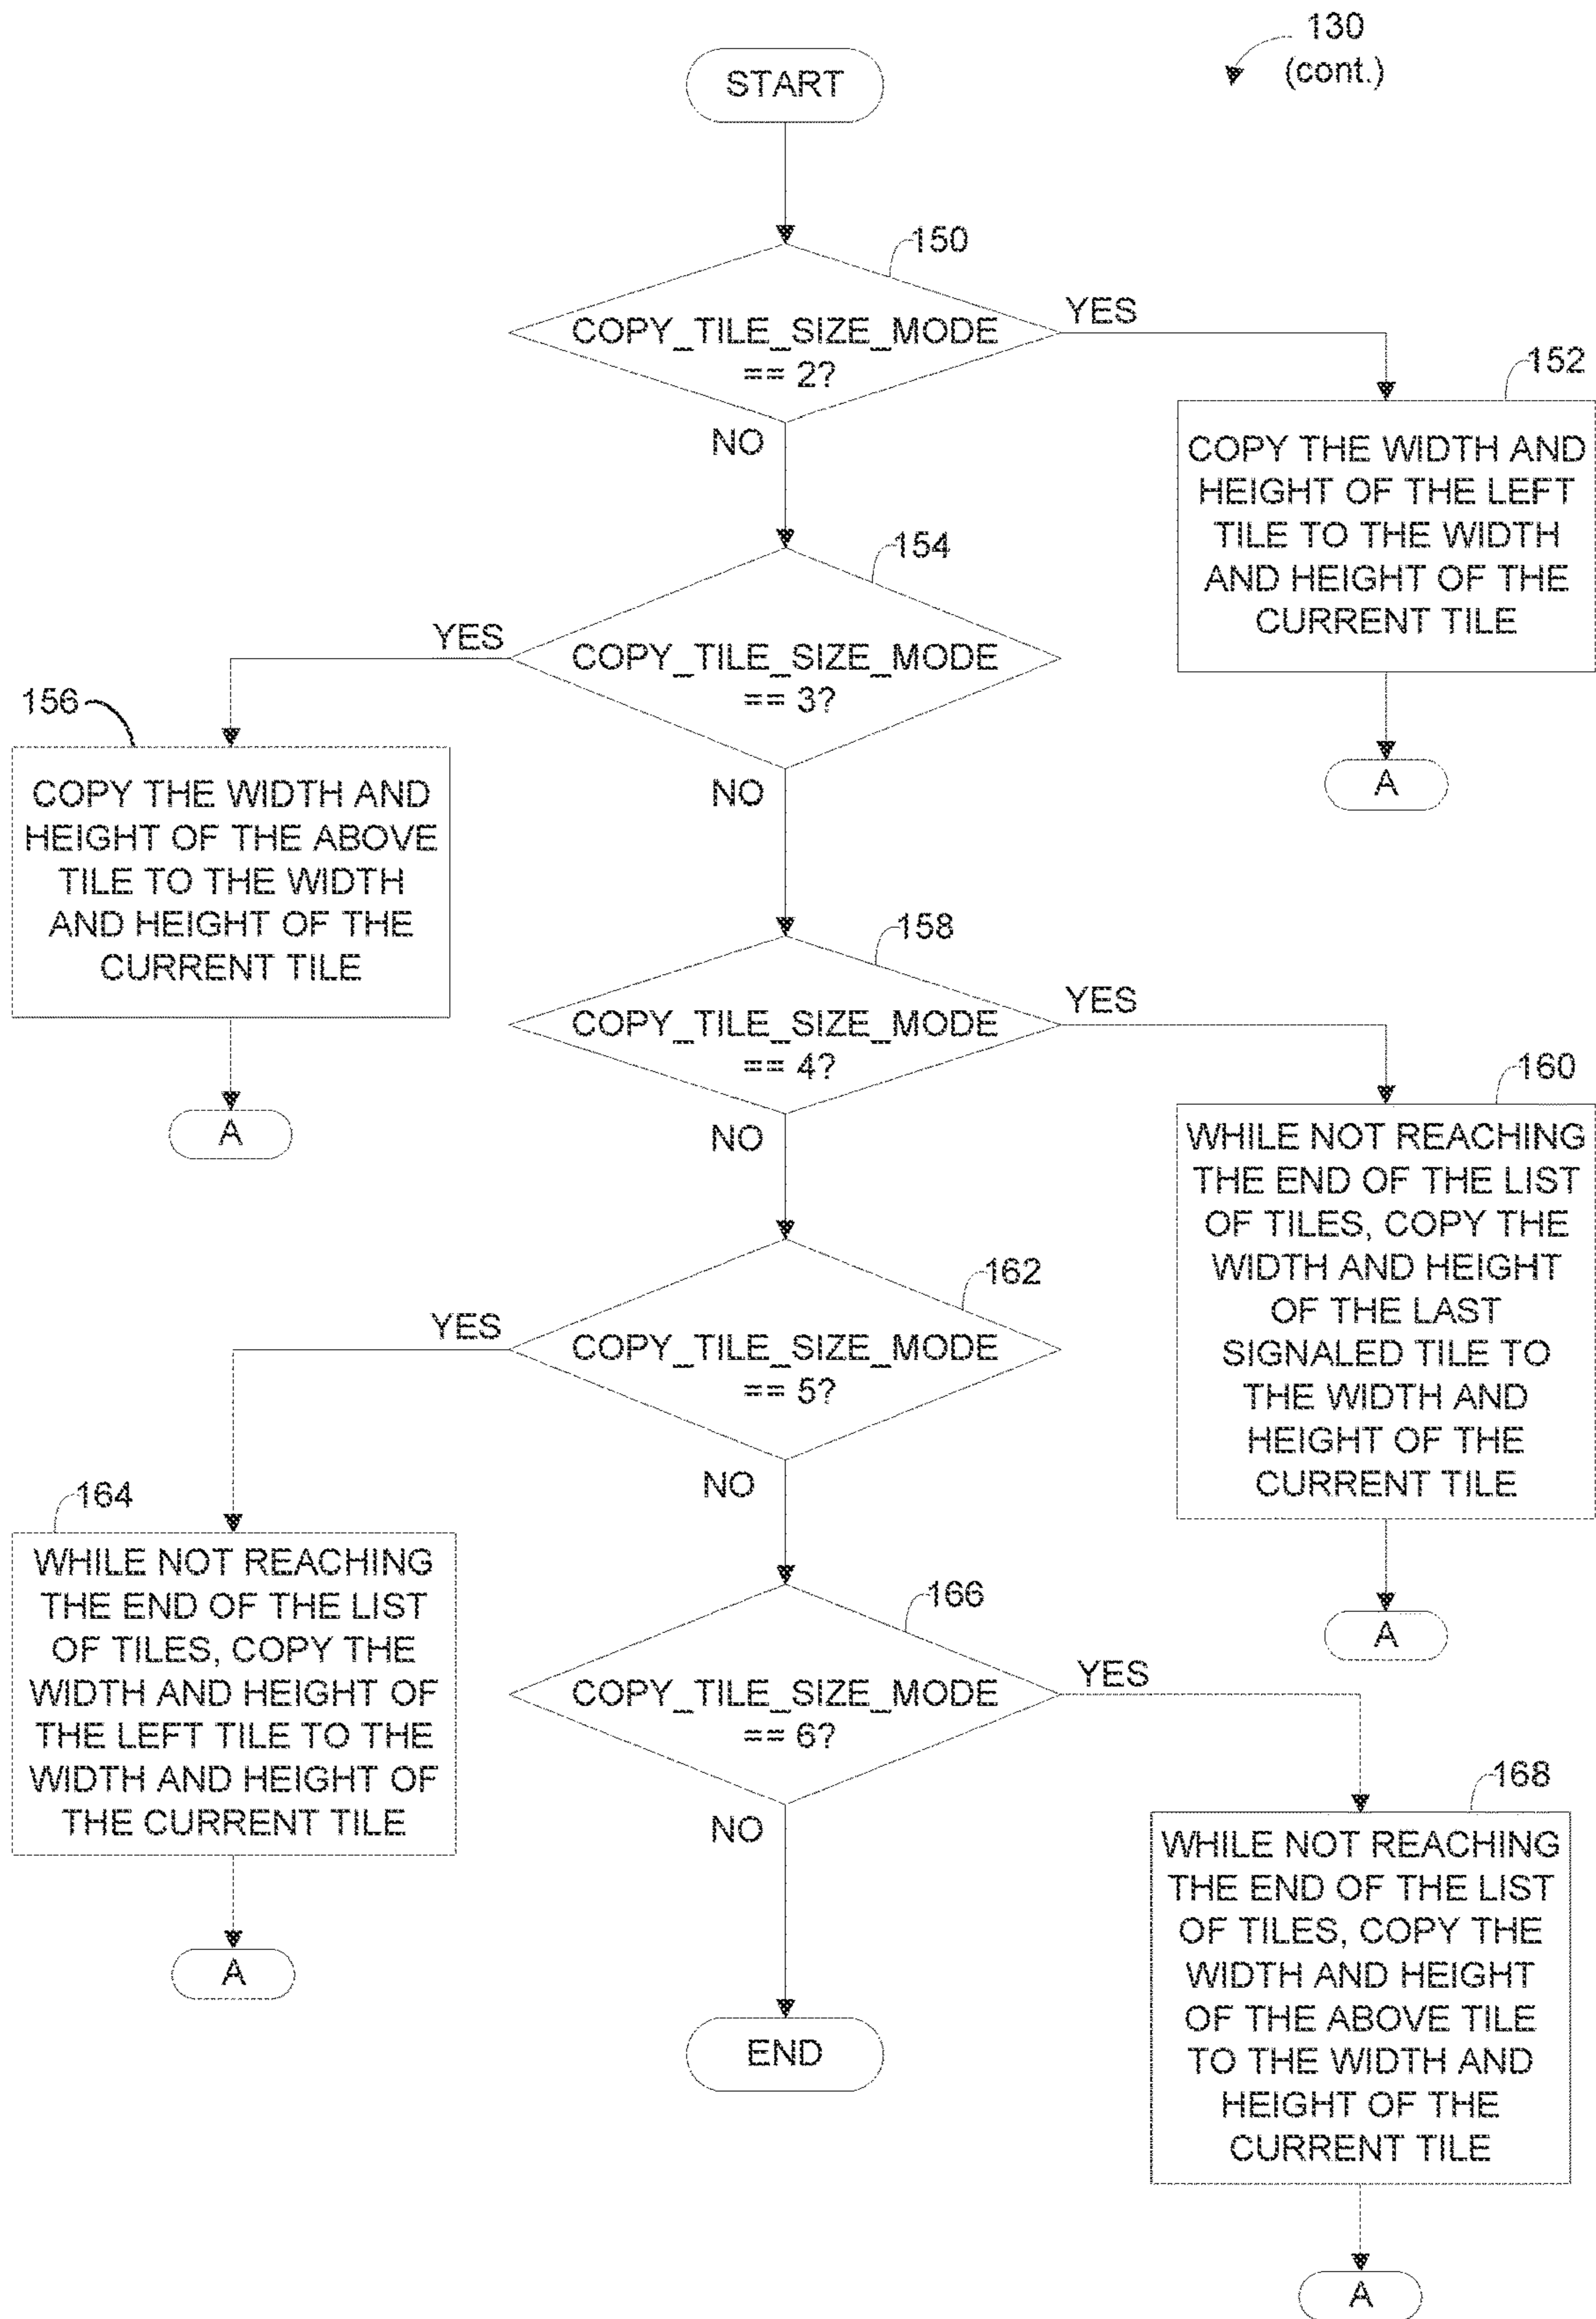 130
(cont.)
START
150
COPY_TILE_SIZE_MODE
== 2?
YES
NO
152
COPY THE WIDTH AND
HEIGHT OF THE LEFT
TILE TO THE WIDTH
AND HEIGHT OF THE
CURRENT TILE
A
154
COPY_TILE_SIZE_MODE
== 3?
YES
NO
156
COPY THE WIDTH AND
HEIGHT OF THE ABOVE
TILE TO THE WIDTH
AND HEIGHT OF THE
CURRENT TILE
A
158
COPY_TILE_SIZE_MODE
== 4?
YES
NO
160
WHILE NOT REACHING
THE END OF THE LIST
OF TILES, COPY THE
WIDTH AND HEIGHT
OF THE LAST
SIGNALED TILE TO
THE WIDTH AND
HEIGHT OF THE
CURRENT TILE
A
162
COPY_TILE_SIZE_MODE
== 5?
YES
NO
164
WHILE NOT REACHING
THE END OF THE LIST
OF TILES, COPY THE
WIDTH AND HEIGHT OF
THE LEFT TILE TO THE
WIDTH AND HEIGHT OF
THE CURRENT TILE
A
166
COPY_TILE_SIZE_MODE
== 6?
YES
NO
168
WHILE NOT REACHING
THE END OF THE LIST
OF TILES, COPY THE
WIDTH AND HEIGHT
OF THE ABOVE TILE
TO THE WIDTH AND
HEIGHT OF THE
CURRENT TILE
A
END